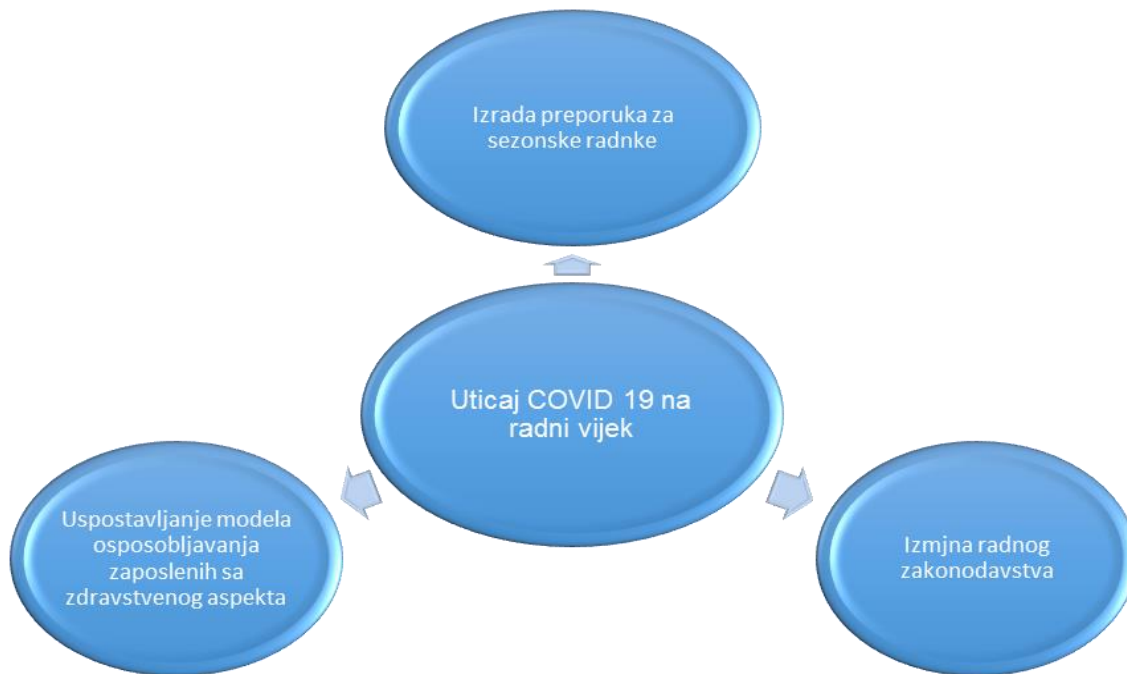 Izrada preporuka za
sezonske radnke
Uticaj COVID 19 na
radni vijek
Uspostavljanje modela
osposobljavanja
zaposlenih sa
zdravstvenog aspekta
Izmjna radnog
zakonodavstva